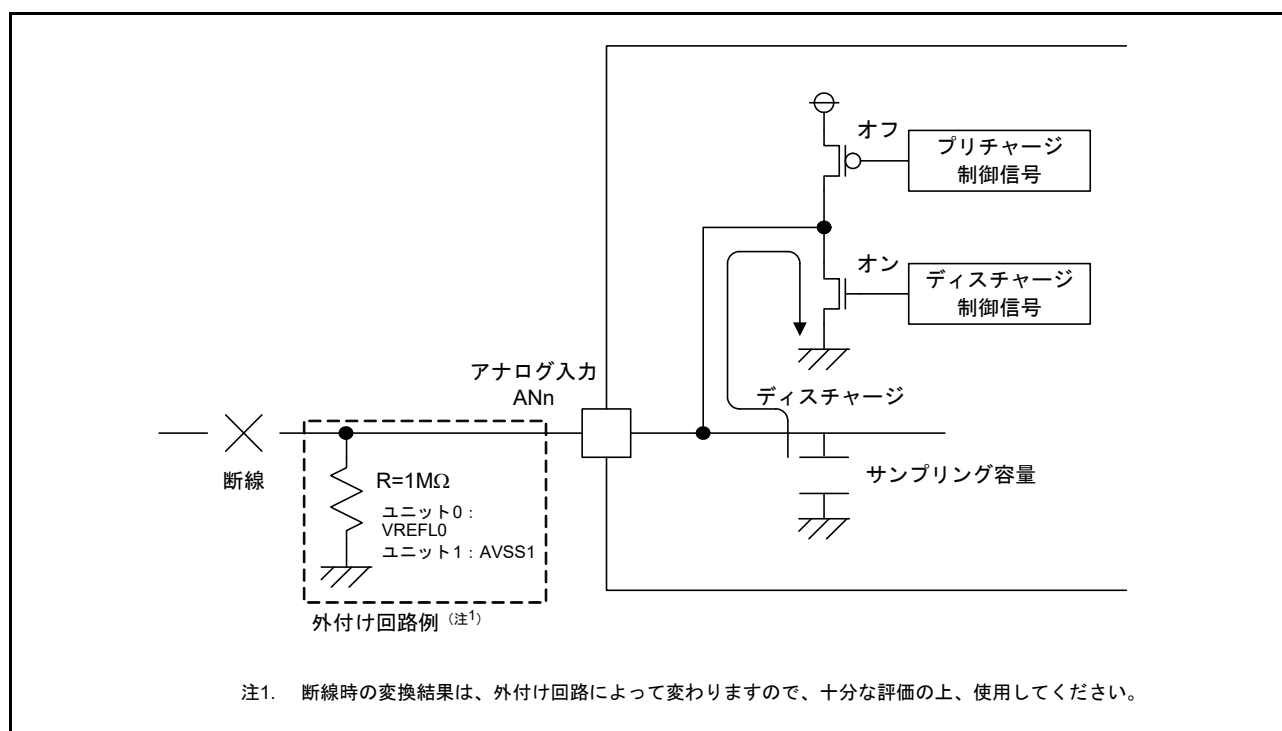 オフ
プリチャージ
制御信号
オン
ディスチャージ
制御信号
アナログ入力
ANn
ディスチャージ
断線
R=1MΩ
ユニット0：
VREFL0
ユニット1：AVSS1
サンプリング容量
外付け回路例（注1）
注1. 断線時の変換結果は、外付け回路によって変わりますので、十分な評価の上、使用してください。